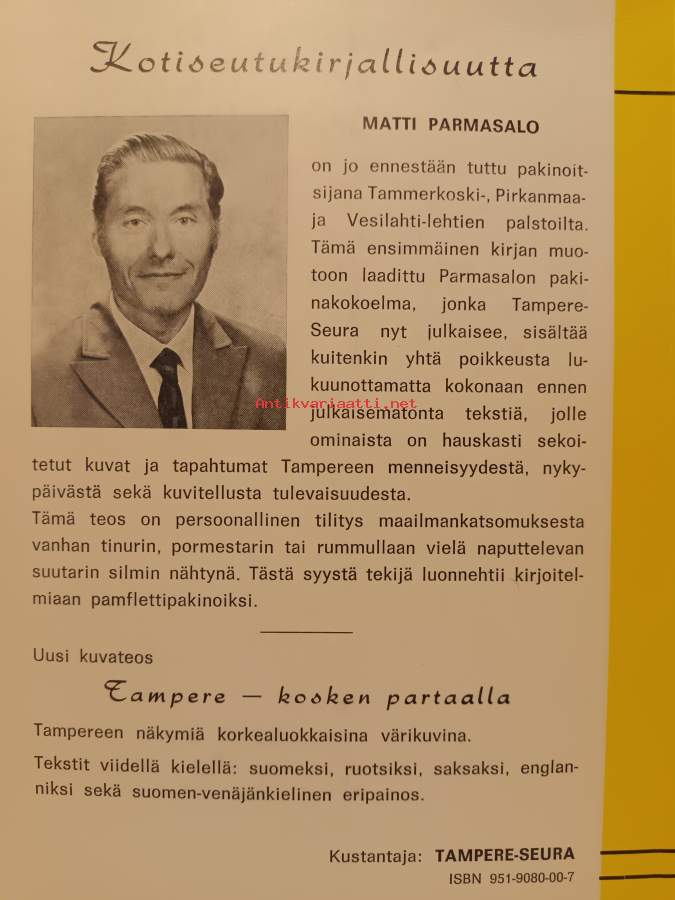 Kotiseutukirjallisuutta
MATTI PARMASALO
on jo ennestään tuttu pakinoit-
sijana Tammerkoski-, Pirkanmaa-
ja Vesilahti-lehtien palstoilta.
Tämä ensimmäinen kirjan muo-
toon laadittu Parmasalon paki-
nakokoelma, jonka Tampere-
Seura nyt julkaisee, sisältää
kuitenkin yhtä poikkeusta lu-
kuunottamatta kokonaan ennen
Antikvariaatti.net
julkaisematonta tekstiä, jolle
ominaista on hauskasti sekoi-
tetut kuvat ja tapahtumat Tampereen menneisyydestä, nyky-
päivästä sekä kuvitellusta tulevaisuudesta.
Tämä teos on persoonallinen tilitys maailmankatsomuksesta
vanhan tinurin, pormestarin tai rummullaan vielä naputtelevan
suutarin silmin nähtynä. Tästä syystä tekijä luonnehtii kirjoitel-
miaan pamflettipakinoiksi.
Uusi kuvateos
Tampere — kosken partaalla
Tampereen näkymiä korkealuokkaisina värikuvina.
Tekstit viidellä kielellä: suomeksi, ruotsiksi, saksaksi, englan-
niksi sekä suomen-venäjänkielinen eripainos.
Kustantaja: TAMPERE-SEURA
ISBN 951-9080-00-7